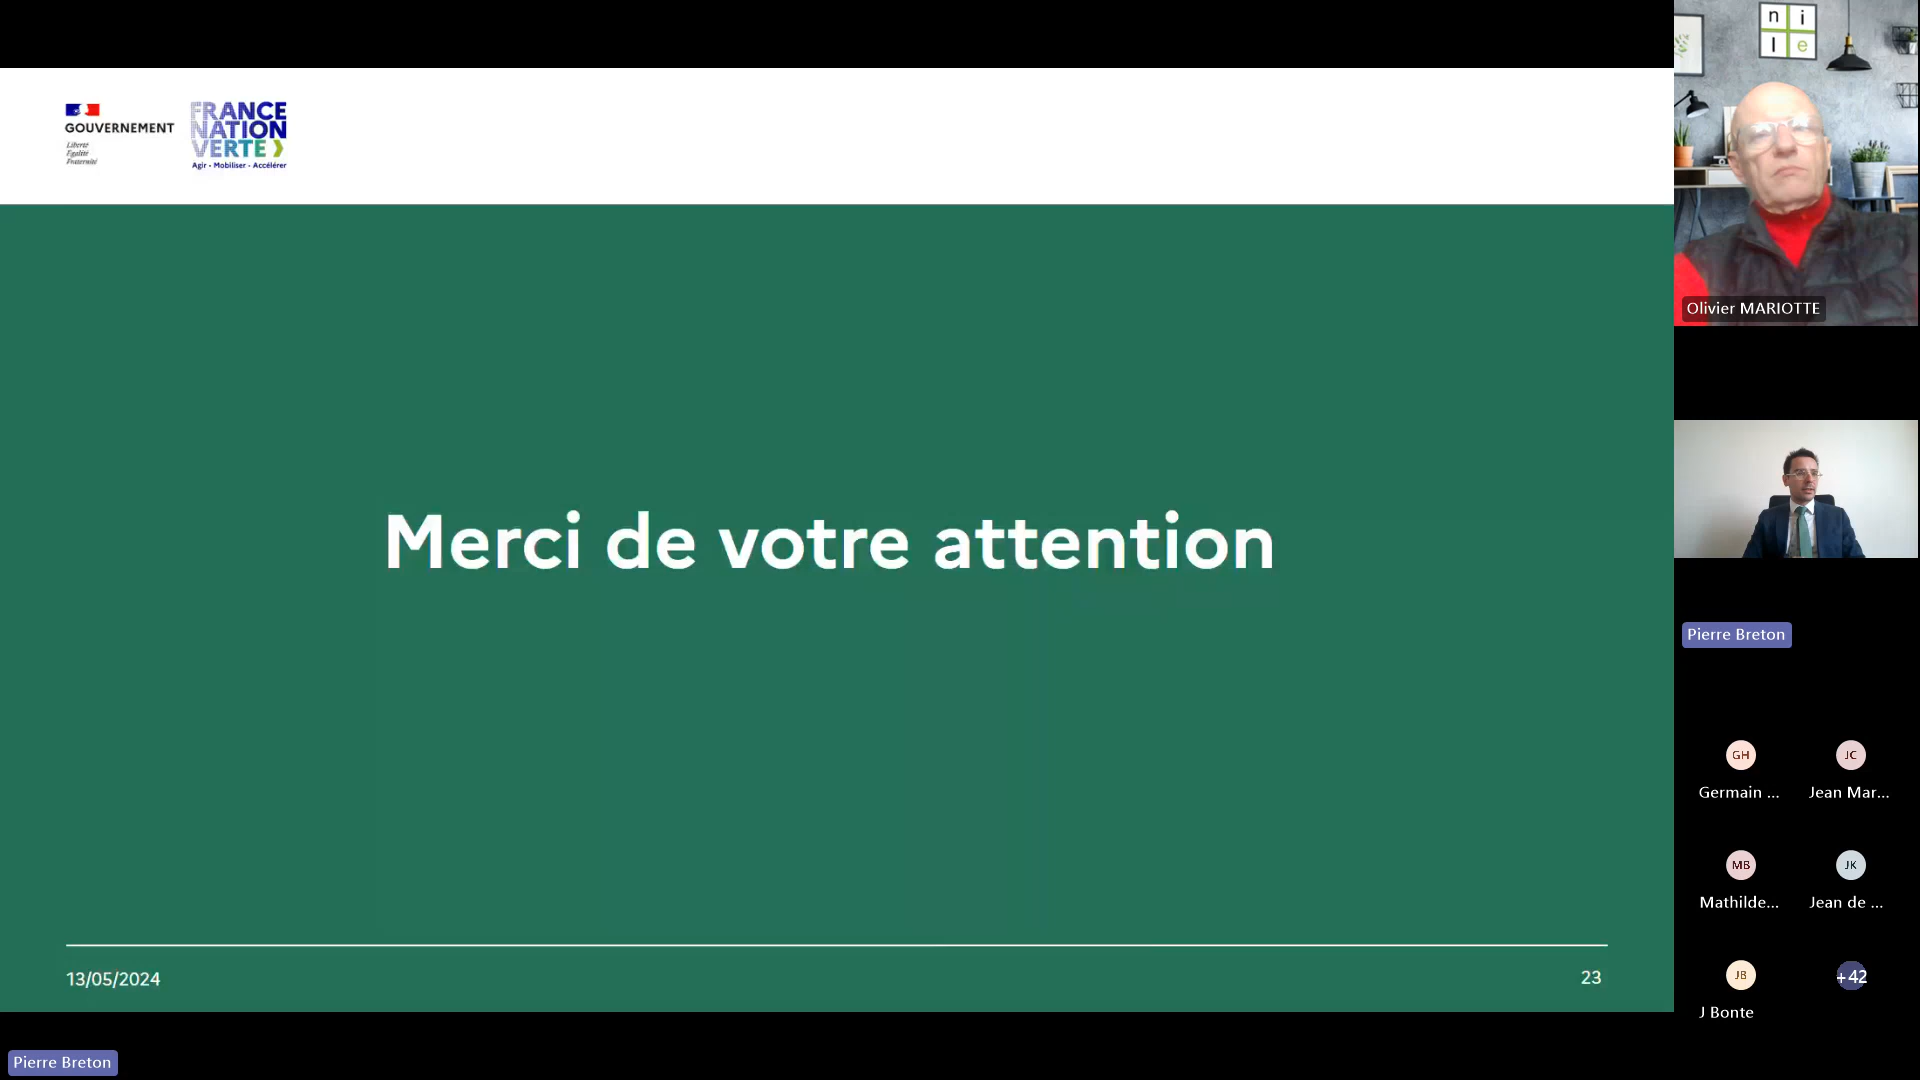 GOUVERNEMENT
Liberté
Égalité
Fraternité
FRANCE
NATION
VERTE
Agir • Mobiliser • Accélérer
Merci de votre attention
13/05/2024
23
Pierre Breton
n i
l e
Olivier MARIOTTE
Pierre Breton
GH
JC
Germain ...
Jean Mar...
MB
JK
Mathilde...
Jean de ...
JB
+42
J Bonte